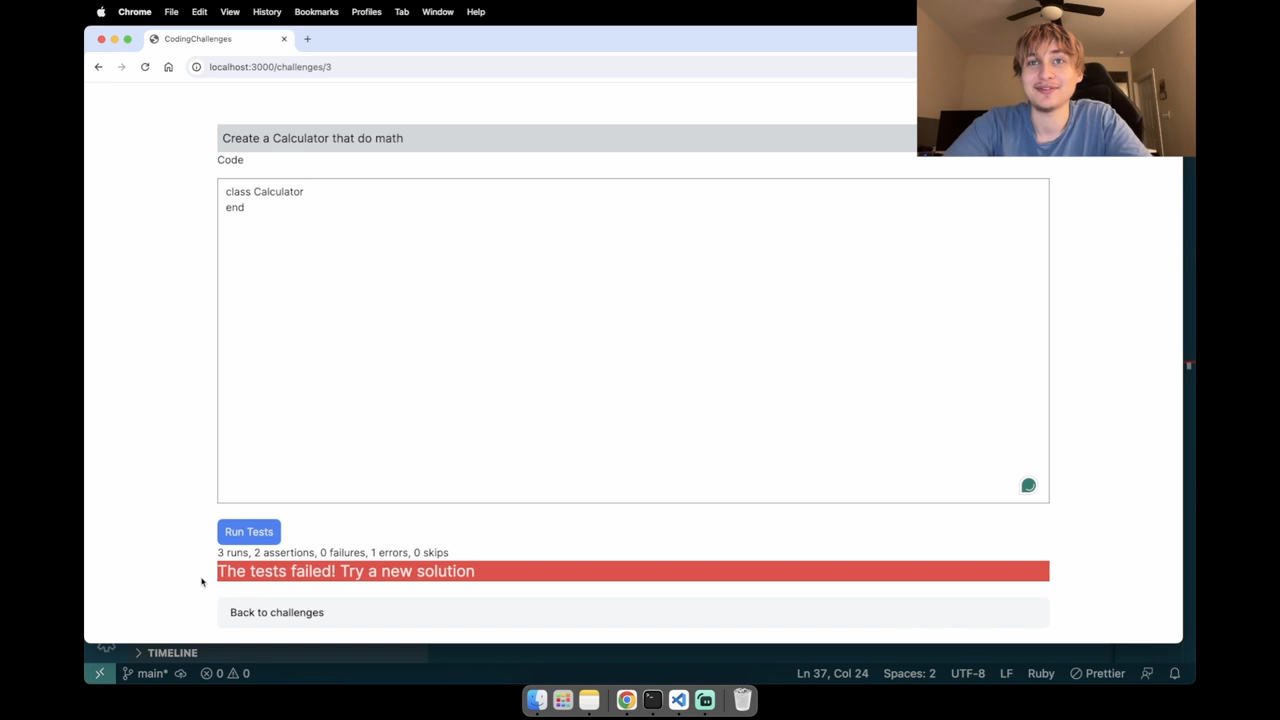 Chrome File Edit View History Bookmarks Profiles Tab Window Help
CodingChallenges
localhost:3000/challenges/3
Create a Calculator that do math
Code
class Calculator
end
Run Tests
3 runs, 2 assertions, 0 failures, 1 errors, 0 skips
The tests failed! Try a new solution
Back to challenges
TIMELINE
main* 0 0 Ln 37, Col 24 Spaces: 2 UTF-8 LF Ruby Prettier